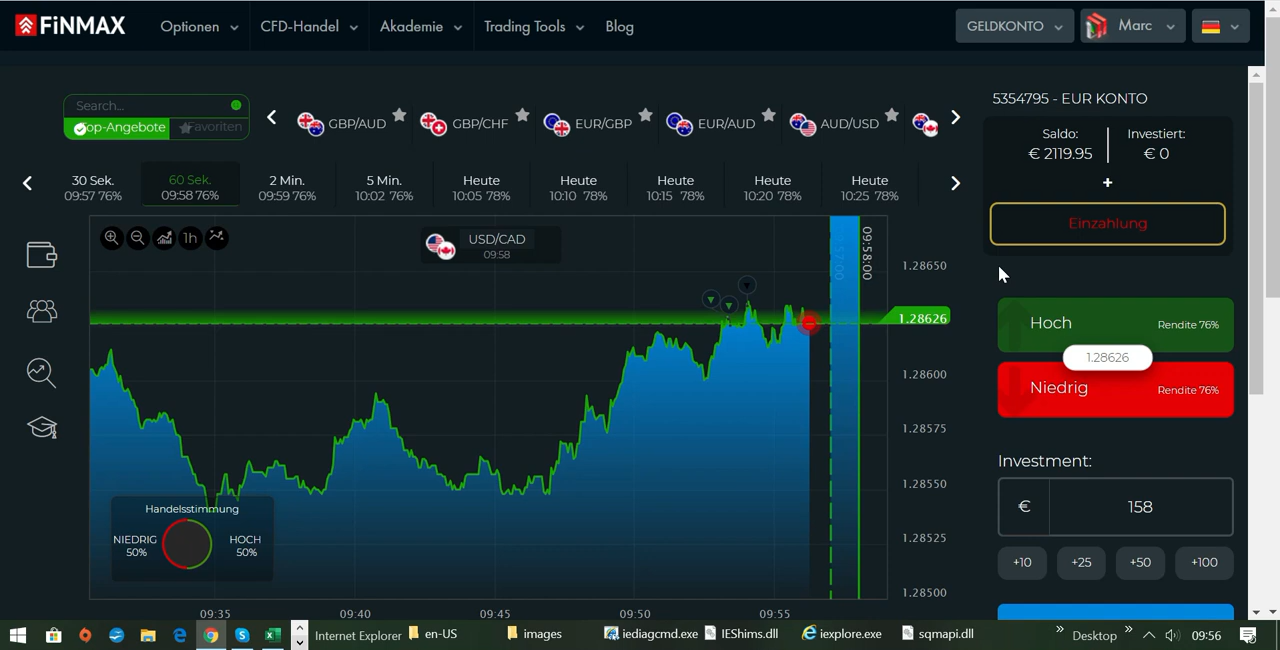 FiNMAX
Optionen
CFD-Handel
Akademie
Trading Tools
Blog
GELDKONTO
Marc
Search...
Top-Angebote
Favoriten
GBP/AUD
GBP/CHF
EUR/GBP
EUR/AUD
AUD/USD
5354795 - EUR KONTO
Saldo:
€ 2119.95
Investiert:
€ 0
+
Einzahlung
30 Sek.
09:57 76%
60 Sek.
09:58 76%
2 Min.
09:59 76%
5 Min.
10:02 76%
Heute
10:05 78%
Heute
10:10 78%
Heute
10:15 78%
Heute
10:20 78%
Heute
10:25 78%
1h
USD/CAD
09:58
09:57:00
09:58:00
1.28650
1.28626
1.28600
1.28575
1.28550
1.28525
1.28500
Handelsstimmung
NIEDRIG
50%
HOCH
50%
09:35
09:40
09:45
09:50
09:55
Hoch
Rendite 76%
1.28626
Niedrig
Rendite 76%
Investment:
€
158
+10
+25
+50
+100
Internet Explorer
en-US
images
iediagcmd.exe
IEShims.dll
iexplore.exe
sqmapi.dll
Desktop
09:56